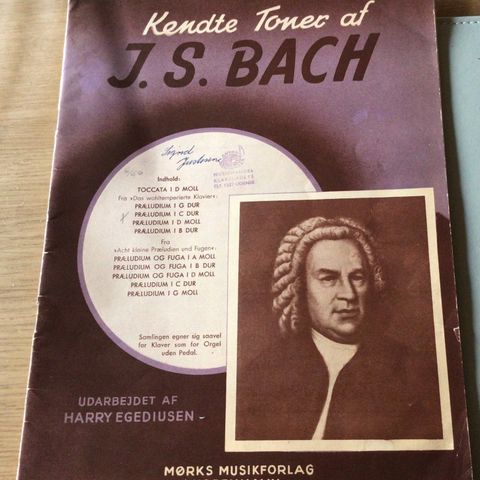 Kendte Toner af
J. S. BACH
Indhold:
TOCCATA I D MOLL
Fra »Das wohltemperierte Klavier«
PRÆLUDIUM I G DUR
PRÆLUDIUM I C DUR
PRÆLUDIUM I D MOLL
PRÆLUDIUM I B DUR
Fra
»Acht kleine Præludien und Fugen«
PRÆLUDIUM OG FUGA I A MOLL
PRÆLUDIUM OG FUGA I B DUR
PRÆLUDIUM OG FUGA I D MOLL
PRÆLUDIUM I C DUR
PRÆLUDIUM I G MOLL
Samlingen egner sig saavel
for Klaver som for Orgel
uden Pedal.
UDARBEJDET AF
HARRY EGEDIUSEN
MØRKS MUSIKFORLAG